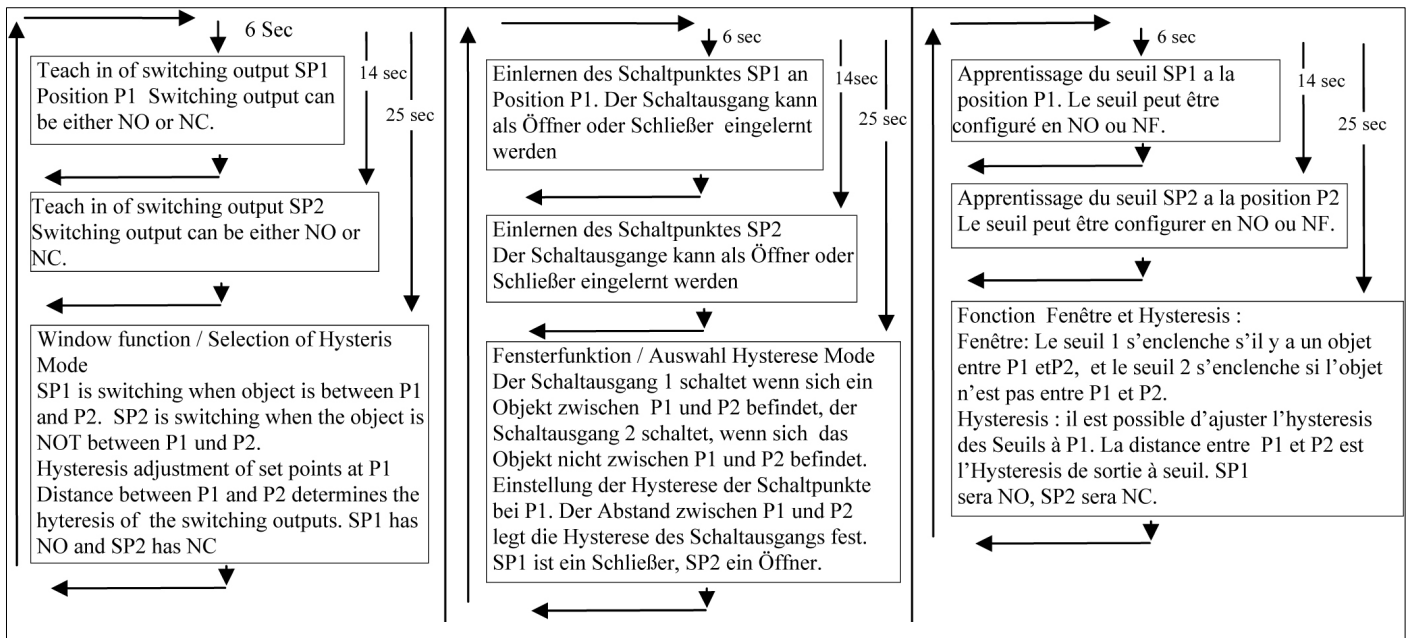 6 Sec
14 sec
25 sec
Teach in of switching output SP1
Position P1  Switching output can
be either NO or NC.
Teach in of switching output SP2
Switching output can be either NO or
NC.
Window function / Selection of Hysteris
Mode
SP1 is switching when object is between P1
and P2.  SP2 is switching when the object is
NOT between P1 und P2.
Hysteresis adjustment of set points at P1
Distance between P1 and P2 determines the
hyteresis of  the switching outputs. SP1 has
NO and SP2 has NC
6 sec
14sec
25 sec
Einlernen des Schaltpunktes SP1 an
Position P1. Der Schaltausgang kann
als Öffner oder Schließer  eingelernt
werden
Einlernen des Schaltpunktes SP2
Der Schaltausgange kann als Öffner oder
Schließer eingelernt werden
Fensterfunktion / Auswahl Hysterese Mode
Der Schaltausgang 1 schaltet wenn sich ein
Objekt zwischen  P1 und P2 befindet, der
Schaltausgang 2 schaltet, wenn sich  das
Objekt nicht zwischen P1 und P2 befindet.
Einstellung der Hysterese der Schaltpunkte
bei P1. Der Abstand zwischen P1 und P2
legt die Hysterese des Schaltausgangs fest.
SP1 ist ein Schließer, SP2 ein Öffner.
6 sec
14 sec
25 sec
Apprentissage du seuil SP1 a la
position P1. Le seuil peut être
configuré en NO ou NF.
Apprentissage du seuil SP2 a la position P2
Le seuil peut être configurer en NO ou NF.
Fonction  Fenêtre et Hysteresis :
Fenêtre: Le seuil 1 s’enclenche s’il y a un objet
entre P1 etP2,  et le seuil 2 s’enclenche si l’objet
n’est pas entre P1 et P2.
Hysteresis : il est possible d’ajuster l’hysteresis
des Seuils à P1. La distance entre  P1 et P2 est
l’Hysteresis de sortie à seuil. SP1
sera NO, SP2 sera NC.